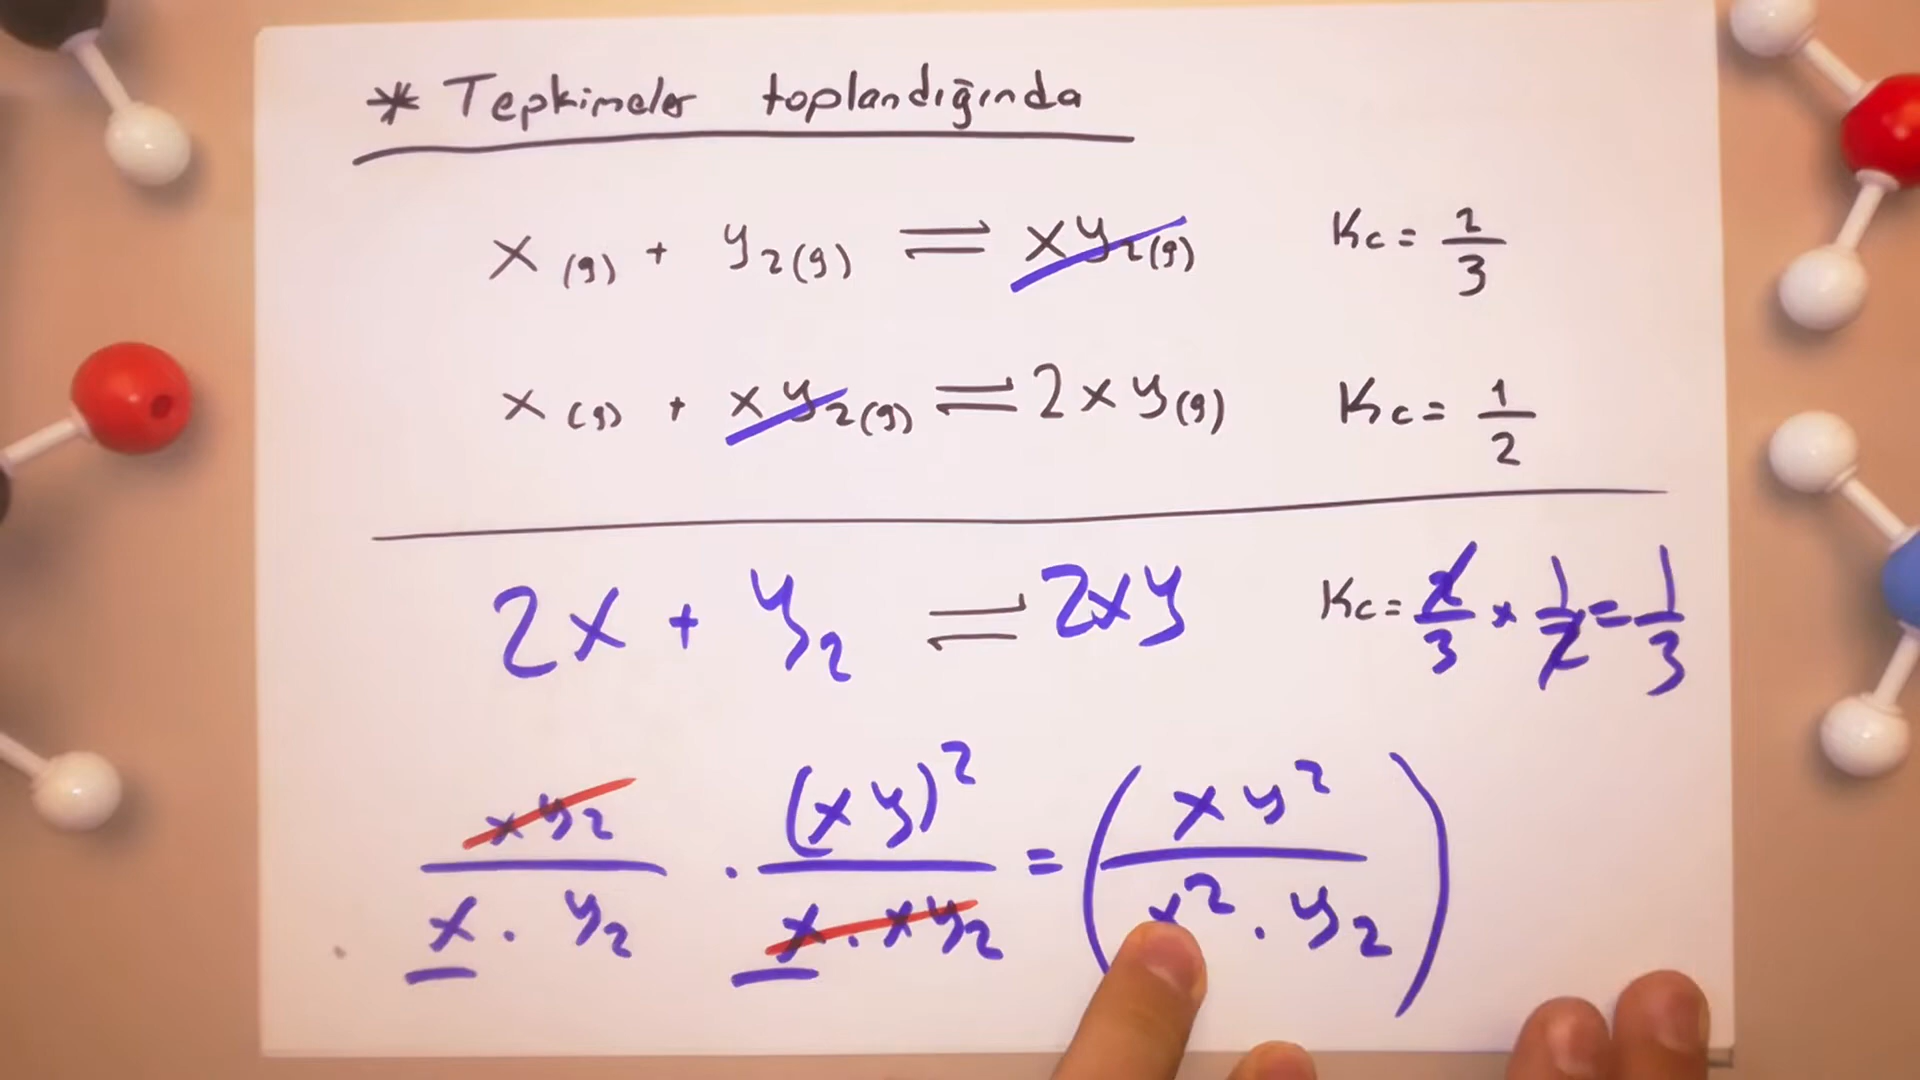 * Tepkimeler toplandığında
x (g) + y2(g) ⇌ xy2(g) Kc = 2/3
x (g) + xy2(g) ⇌ 2xy(g) Kc = 1/2
2x + y2 ⇌ 2xy Kc = 2/3 × 1/2 = 1/3
xy2 / x . y2 . (xy)² / x . xy2 = ( xy² / x² . y2 )